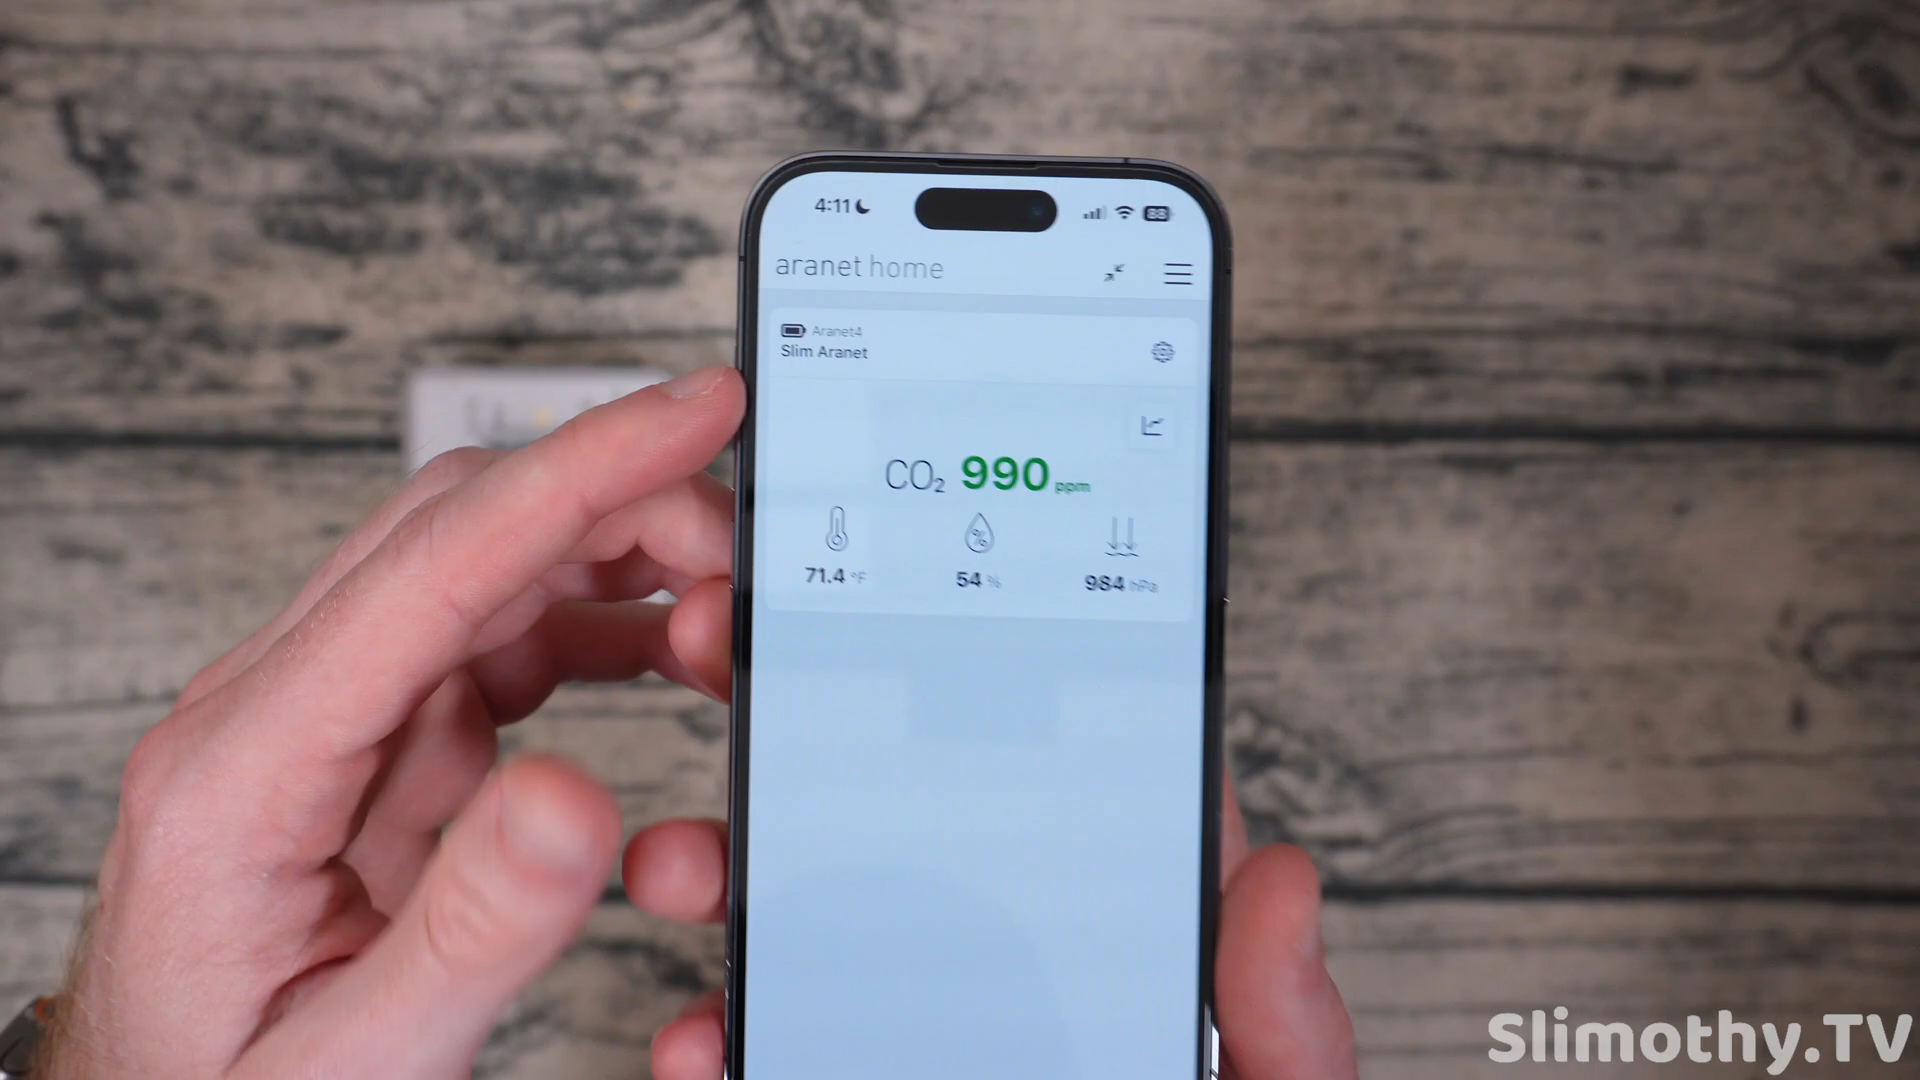 4:11
88
aranet home
Aranet4
Slim Aranet
CO₂ 990 ppm
%
71.4 °F
54 %
984 hPa
Slimothy.TV